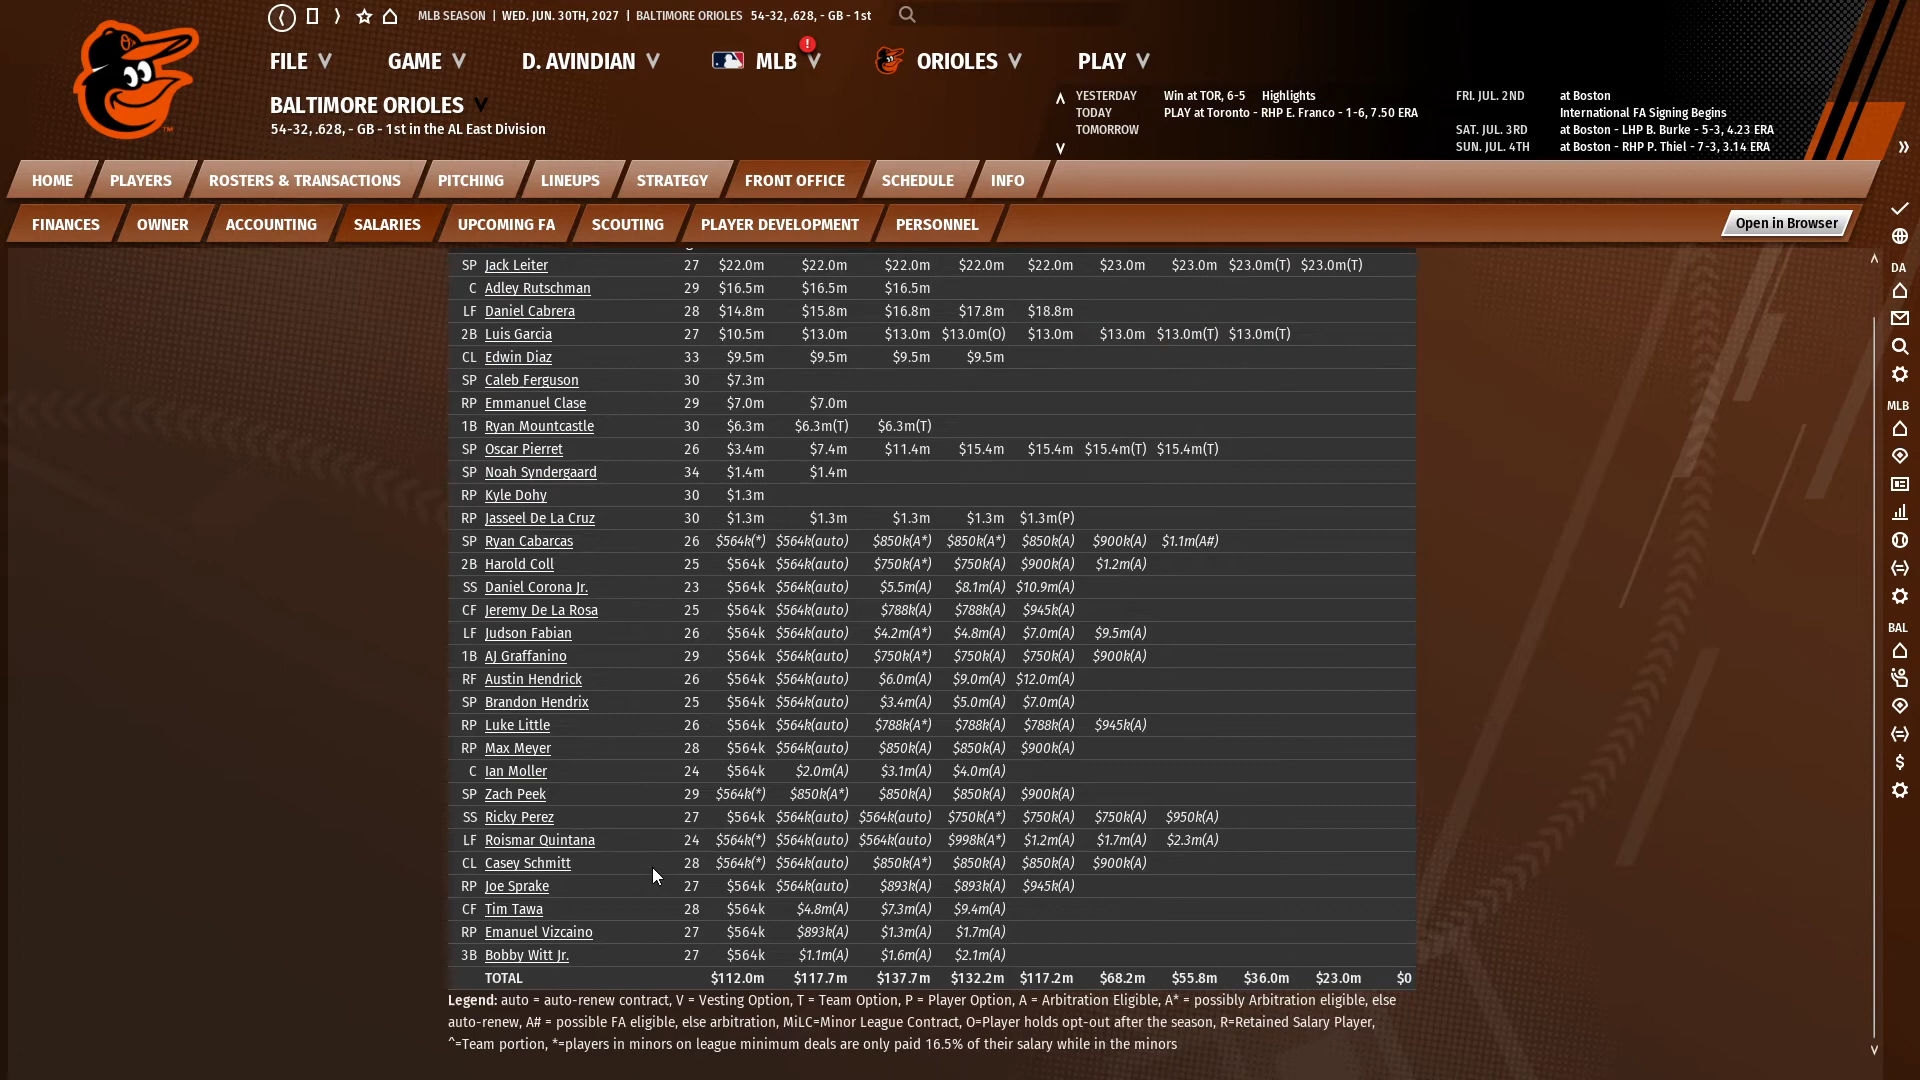 MLB SEASON | WED. JUN. 30TH, 2027 | BALTIMORE ORIOLES 54-32, .628, - GB - 1st
FILE GAME D. AVINDIAN MLB ! ORIOLES PLAY
BALTIMORE ORIOLES
54-32, .628, - GB - 1st in the AL East Division
YESTERDAY Win at TOR, 6-5 Highlights
TODAY PLAY at Toronto - RHP E. Franco - 1-6, 7.50 ERA
TOMORROW
FRI. JUL. 2ND at Boston
International FA Signing Begins
SAT. JUL. 3RD at Boston - LHP B. Burke - 5-3, 4.23 ERA
SUN. JUL. 4TH at Boston - RHP P. Thiel - 7-3, 3.14 ERA
HOME PLAYERS ROSTERS & TRANSACTIONS PITCHING LINEUPS STRATEGY FRONT OFFICE SCHEDULE INFO
FINANCES OWNER ACCOUNTING SALARIES UPCOMING FA SCOUTING PLAYER DEVELOPMENT PERSONNEL Open in Browser
SP Jack Leiter 27 $22.0m $22.0m $22.0m $22.0m $22.0m $23.0m $23.0m $23.0m(T) $23.0m(T)
C Adley Rutschman 29 $16.5m $16.5m $16.5m
LF Daniel Cabrera 28 $14.8m $15.8m $16.8m $17.8m $18.8m
2B Luis Garcia 27 $10.5m $13.0m $13.0m $13.0m(O) $13.0m $13.0m $13.0m(T) $13.0m(T)
CL Edwin Diaz 33 $9.5m $9.5m $9.5m $9.5m
SP Caleb Ferguson 30 $7.3m
RP Emmanuel Clase 29 $7.0m $7.0m
1B Ryan Mountcastle 30 $6.3m $6.3m(T) $6.3m(T)
SP Oscar Pierret 26 $3.4m $7.4m $11.4m $15.4m $15.4m $15.4m(T) $15.4m(T)
SP Noah Syndergaard 34 $1.4m $1.4m
RP Kyle Dohy 30 $1.3m
RP Jasseel De La Cruz 30 $1.3m $1.3m $1.3m $1.3m $1.3m(P)
SP Ryan Cabarcas 26 $564k(*) $564k(auto) $850k(A*) $850k(A*) $850k(A) $900k(A) $1.1m(A#)
2B Harold Coll 25 $564k $564k(auto) $750k(A*) $750k(A) $900k(A) $1.2m(A)
SS Daniel Corona Jr. 23 $564k $564k(auto) $5.5m(A) $8.1m(A) $10.9m(A)
CF Jeremy De La Rosa 25 $564k $564k(auto) $788k(A) $788k(A) $945k(A)
LF Judson Fabian 26 $564k $564k(auto) $4.2m(A*) $4.8m(A) $7.0m(A) $9.5m(A)
1B AJ Graffanino 29 $564k $564k(auto) $750k(A*) $750k(A) $750k(A) $900k(A)
RF Austin Hendrick 26 $564k $564k(auto) $6.0m(A) $9.0m(A) $12.0m(A)
SP Brandon Hendrix 25 $564k $564k(auto) $3.4m(A) $5.0m(A) $7.0m(A)
RP Luke Little 26 $564k $564k(auto) $788k(A*) $788k(A) $788k(A) $945k(A)
RP Max Meyer 28 $564k $564k(auto) $850k(A) $850k(A) $900k(A)
C Ian Moller 24 $564k $2.0m(A) $3.1m(A) $4.0m(A)
SP Zach Peek 29 $564k(*) $850k(A*) $850k(A) $850k(A) $900k(A)
SS Ricky Perez 27 $564k $564k(auto) $564k(auto) $750k(A*) $750k(A) $750k(A) $950k(A)
LF Roismar Quintana 24 $564k(*) $564k(auto) $564k(auto) $998k(A*) $1.2m(A) $1.7m(A) $2.3m(A)
CL Casey Schmitt 28 $564k(*) $564k(auto) $850k(A*) $850k(A) $850k(A) $900k(A)
RP Joe Sprake 27 $564k $564k(auto) $893k(A) $893k(A) $945k(A)
CF Tim Tawa 28 $564k $4.8m(A) $7.3m(A) $9.4m(A)
RP Emanuel Vizcaino 27 $564k $893k(A) $1.3m(A) $1.7m(A)
3B Bobby Witt Jr. 27 $564k $1.1m(A) $1.6m(A) $2.1m(A)
TOTAL $112.0m $117.7m $137.7m $132.2m $117.2m $68.2m $55.8m $36.0m $23.0m $0
Legend: auto = auto-renew contract, V = Vesting Option, T = Team Option, P = Player Option, A = Arbitration Eligible, A* = possibly Arbitration eligible, else
auto-renew, A# = possible FA eligible, else arbitration, MiLC=Minor League Contract, O=Player holds opt-out after the season, R=Retained Salary Player,
^=Team portion, *=players in minors on league minimum deals are only paid 16.5% of their salary while in the minors
DA
MLB
BAL